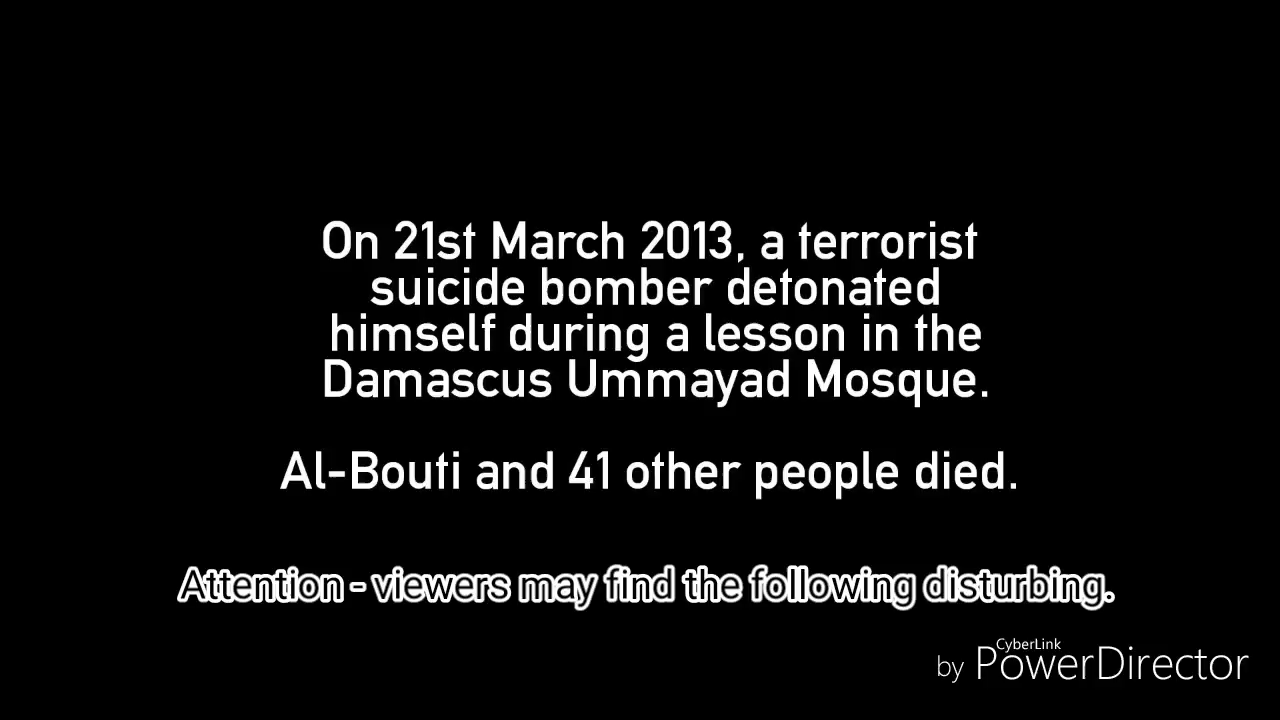 On 21st March 2013, a terrorist
suicide bomber detonated
himself during a lesson in the
Damascus Ummayad Mosque.
Al-Bouti and 41 other people died.
Attention - viewers may find the following disturbing.
CyberLink
by PowerDirector